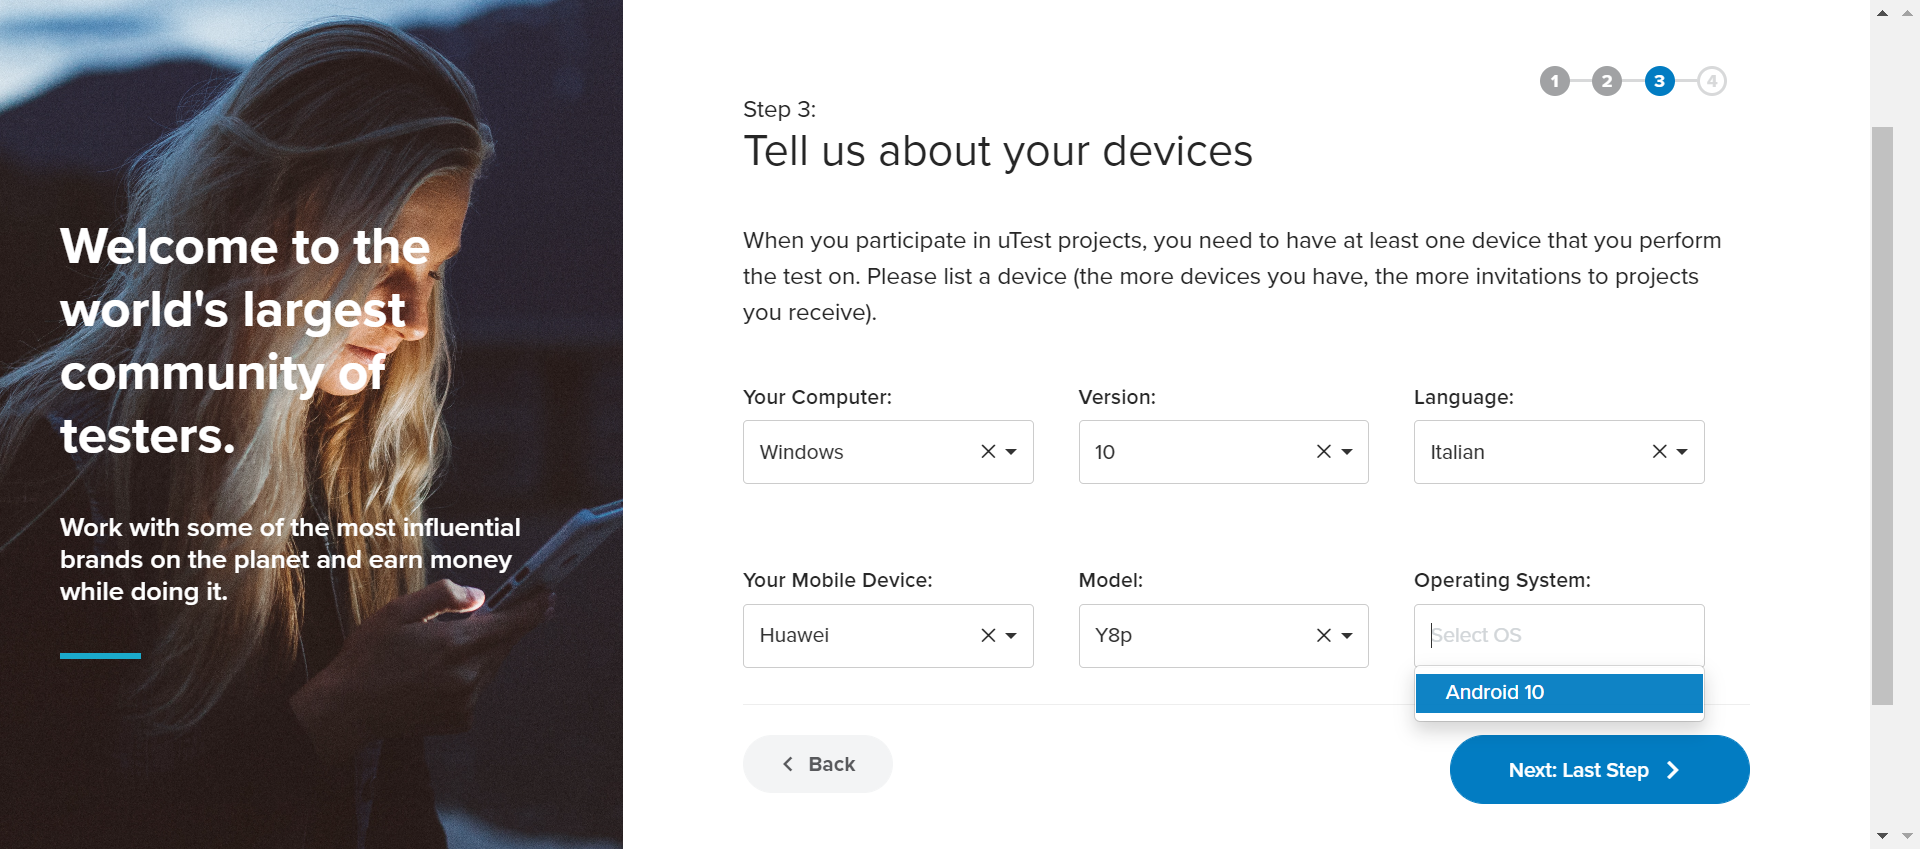 Welcome to the
world's largest
community of
testers.
Work with some of the most influential
brands on the planet and earn money
while doing it.
1 2 3 4
Step 3:
Tell us about your devices
When you participate in uTest projects, you need to have at least one device that you perform
the test on. Please list a device (the more devices you have, the more invitations to projects
you receive).
Your Computer: Version: Language:
Windows 10 Italian
Your Mobile Device: Model: Operating System:
Huawei Y8p Select OS
Android 10
Back
Next: Last Step